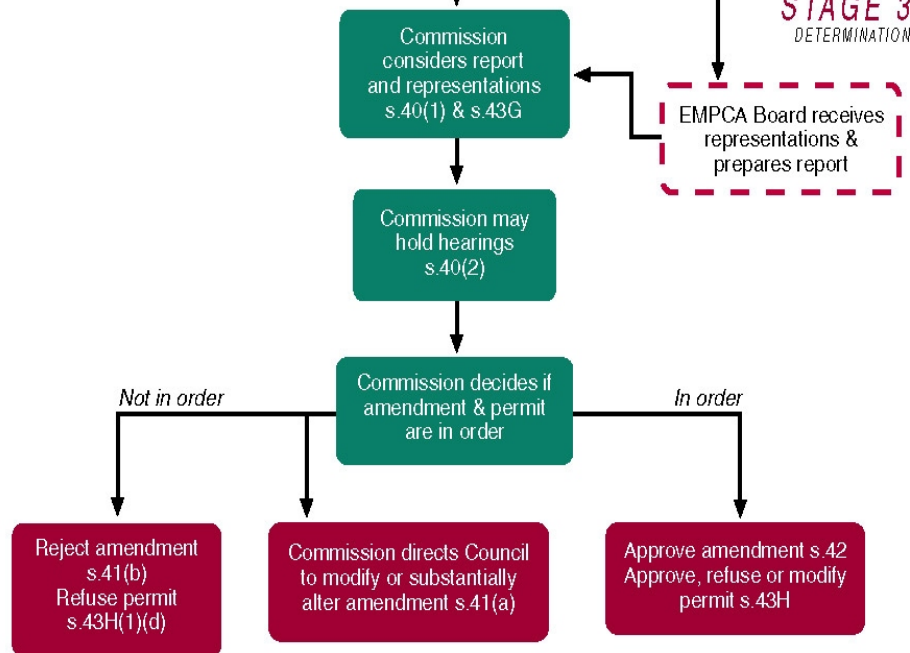 STAGE 3
DETERMINATION
Commission
considers report
and representations
s.40(1) & s.43G
EMPCA Board receives
representations &
prepares report
Commission may
hold hearings
s.40(2)
Commission decides if
amendment & permit
are in order
Not in order
In order
Reject amendment
s.41(b)
Refuse permit
s.43H(1)(d)
Commission directs Council
to modify or substantially
alter amendment s.41(a)
Approve amendment s.42
Approve, refuse or modify
permit s.43H